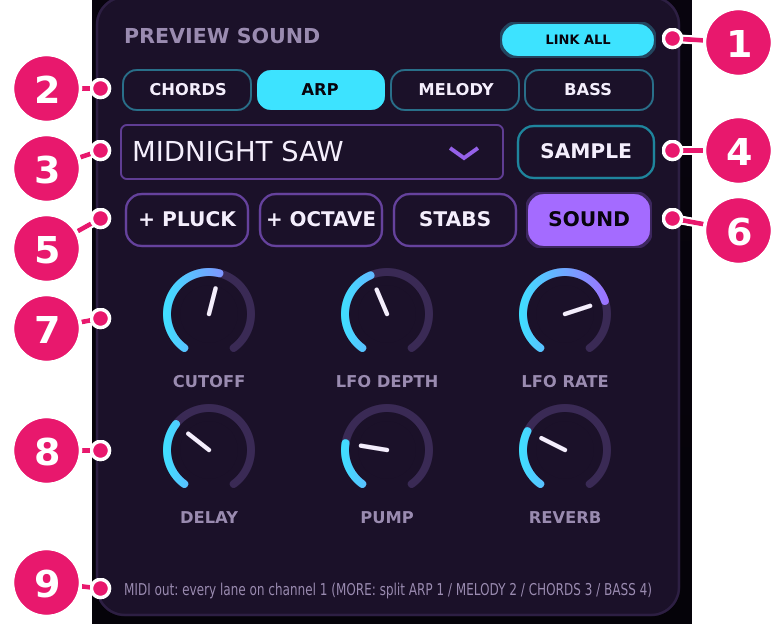 PREVIEW SOUND
LINK ALL
1
2
CHORDS
ARP
MELODY
BASS
3
MIDNIGHT SAW
SAMPLE
4
5
+ PLUCK
+ OCTAVE
STABS
SOUND
6
7
CUTOFF
LFO DEPTH
LFO RATE
8
DELAY
PUMP
REVERB
9
MIDI out: every lane on channel 1 (MORE: split ARP 1 / MELODY 2 / CHORDS 3 / BASS 4)